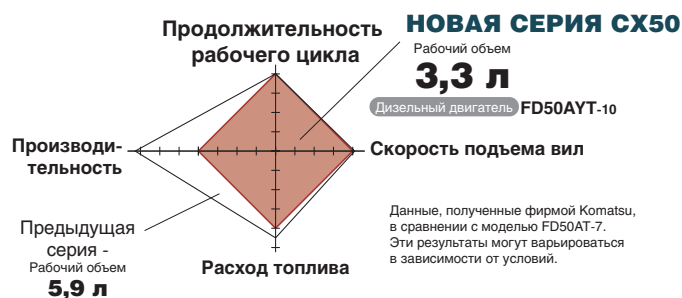 НОВАЯ СЕРИЯ CX50
Рабочий объем
3,3 л
Дизельный двигатель FD50AYT-10
Продолжительность
рабочего цикла
Производи-
тельность
Скорость подъема вил
Предыдущая
серия -
Рабочий объем
5,9 л
Расход топлива
Данные, полученные фирмой Komatsu,
в сравнении с моделью FD50AT-7.
Эти результаты могут варьироваться
в зависимости от условий.